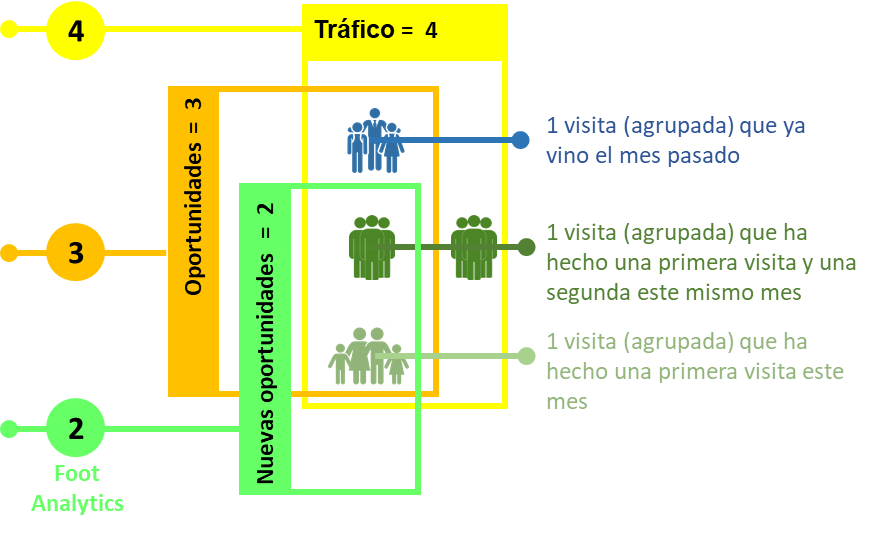 4
Tráfico = 4
Oportunidades = 3
1 visita (agrupada) que ya
vino el mes pasado
3
Nuevas oportunidades = 2
1 visita (agrupada) que ha
hecho una primera visita y una
segunda este mismo mes
1 visita (agrupada) que ha
hecho una primera visita este
mes
2
Foot
Analytics